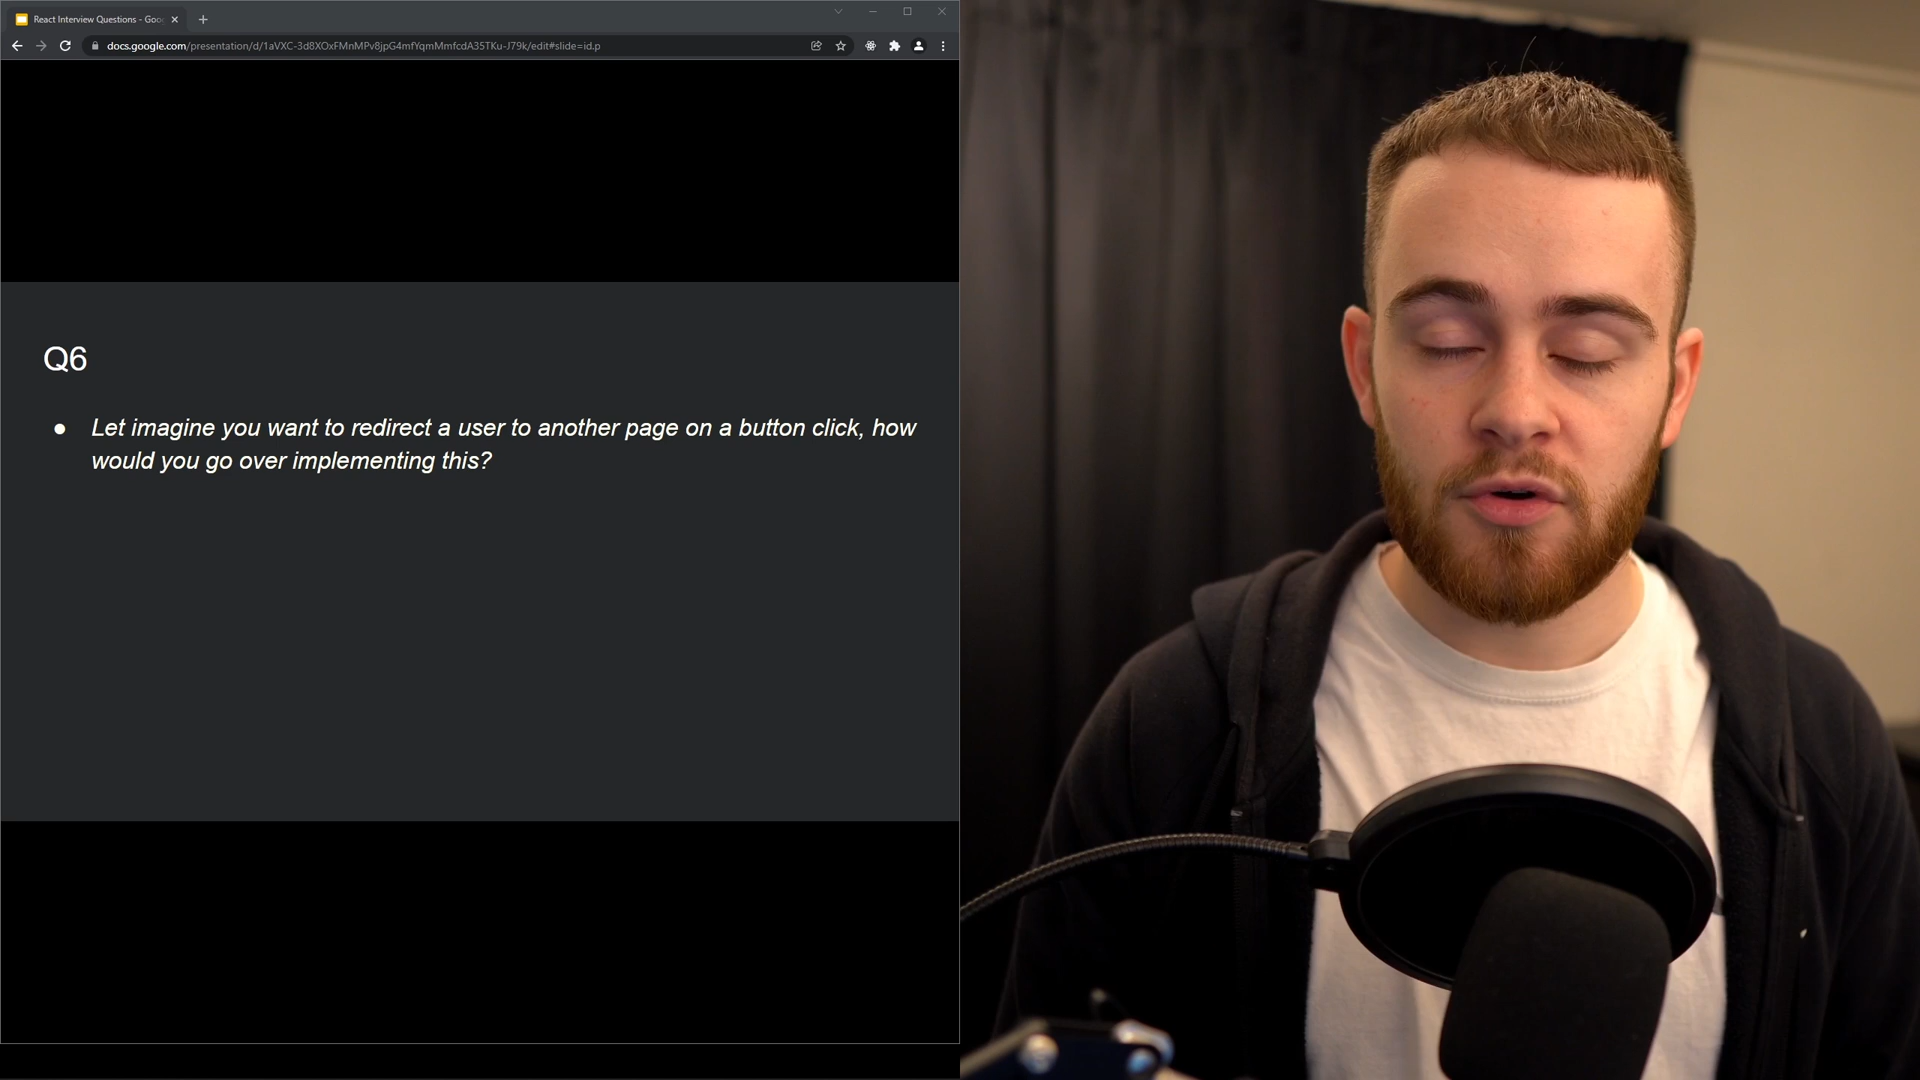 React Interview Questions - Goo
docs.google.com/presentation/d/1aVXC-3d8XOxFMnMPv8jpG4mfYqmMmfcdA35TKu-J79k/edit#slide=id.p
Q6
● Let imagine you want to redirect a user to another page on a button click, how
would you go over implementing this?